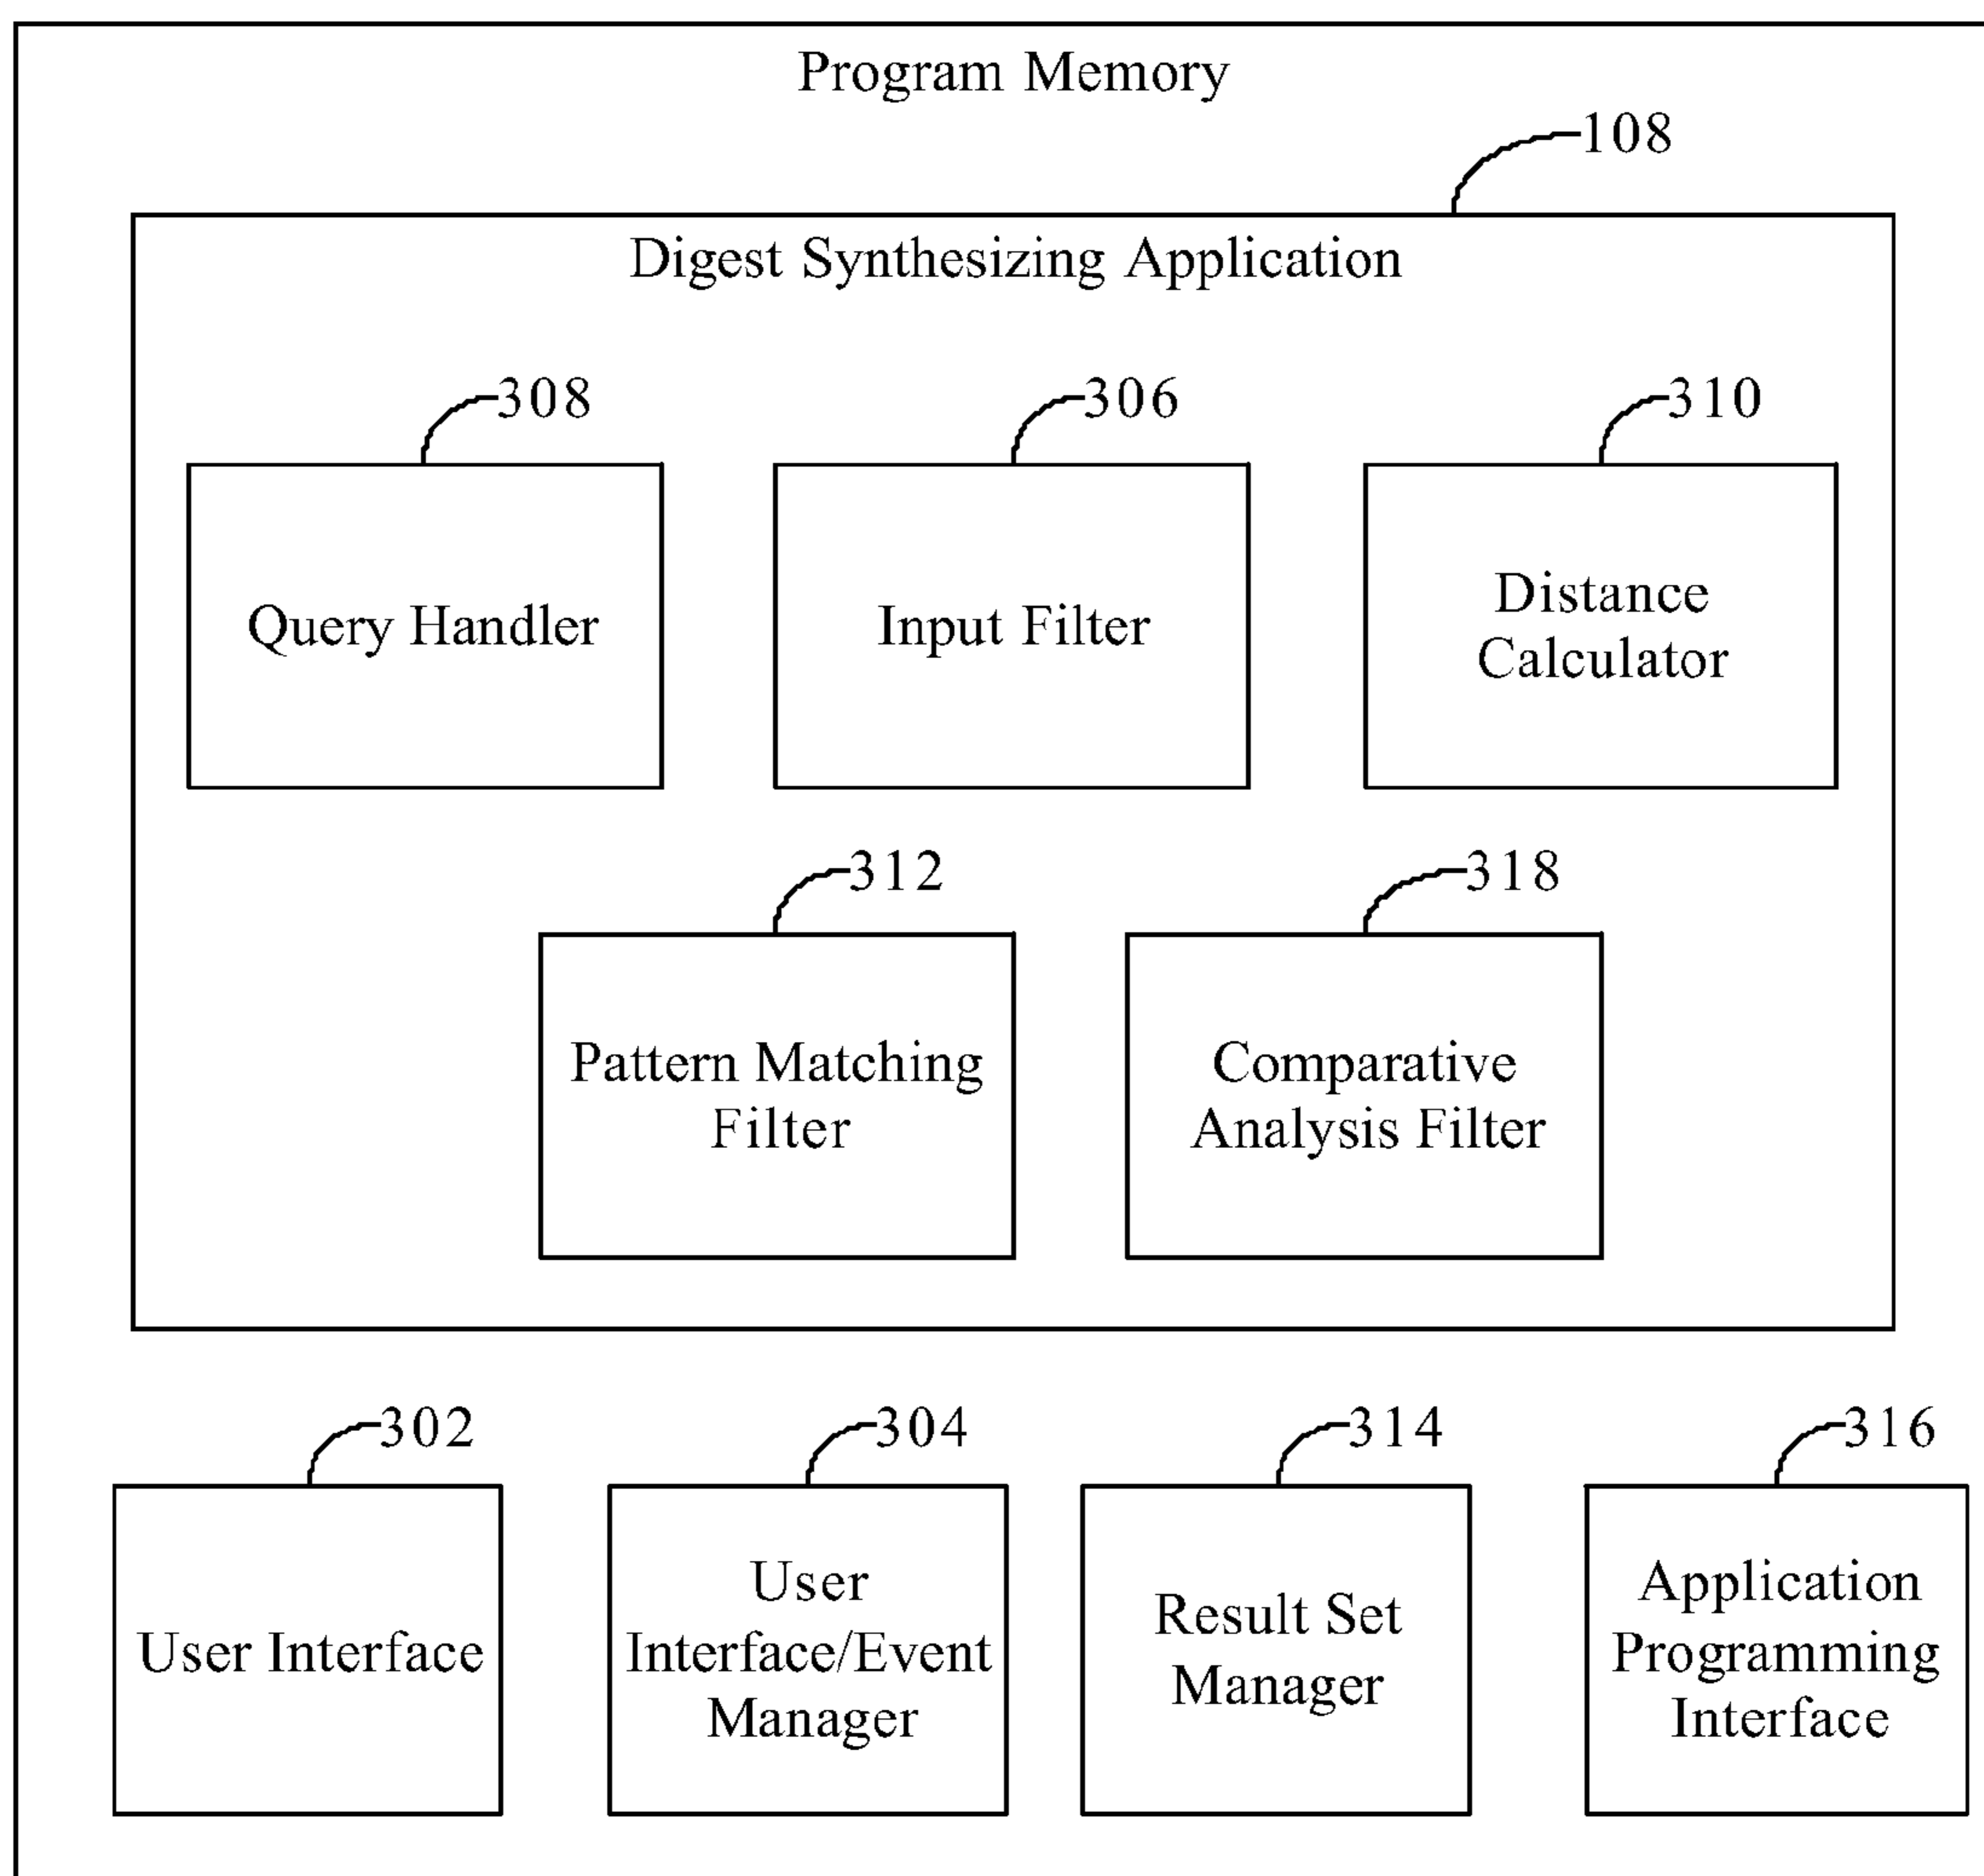 Program Memory
108
Digest Synthesizing Application
308
306
310
Query Handler
Input Filter
Distance
Calculator
312
318
Pattern Matching
Filter
Comparative
Analysis Filter
302
304
314
316
User Interface
User
Interface/Event
Manager
Result Set
Manager
Application
Programming
Interface